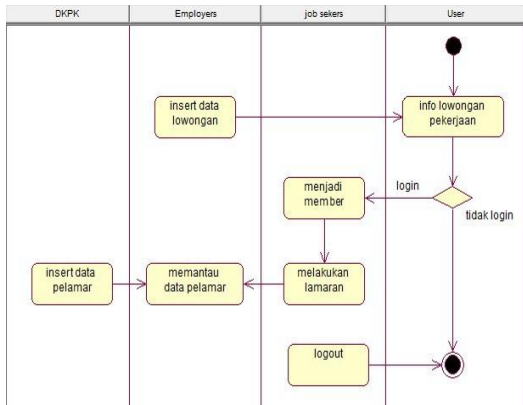 DKPK
Employers
job sekers
User
insert data
lowongan
info lowongan
pekerjaan
login
menjadi
member
tidak login
insert data
pelamar
memantau
data pelamar
melakukan
lamaran
logout